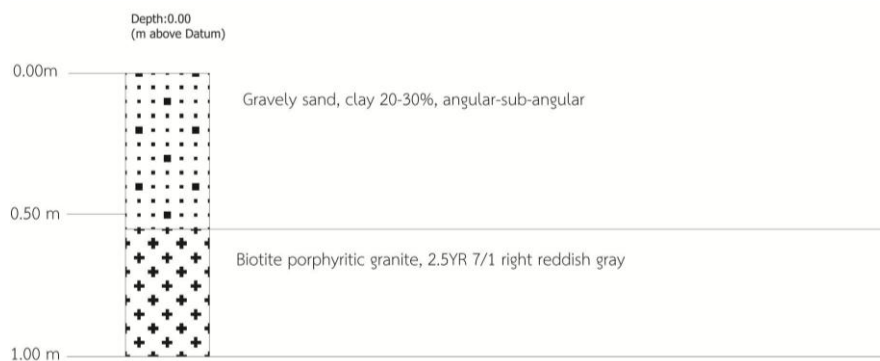 Depth:0.00
(m above Datum)
0.00m
Gravely sand, clay 20-30%, angular-sub-angular
0.50 m
Biotite porphyritic granite, 2.5YR 7/1 right reddish gray
1.00 m